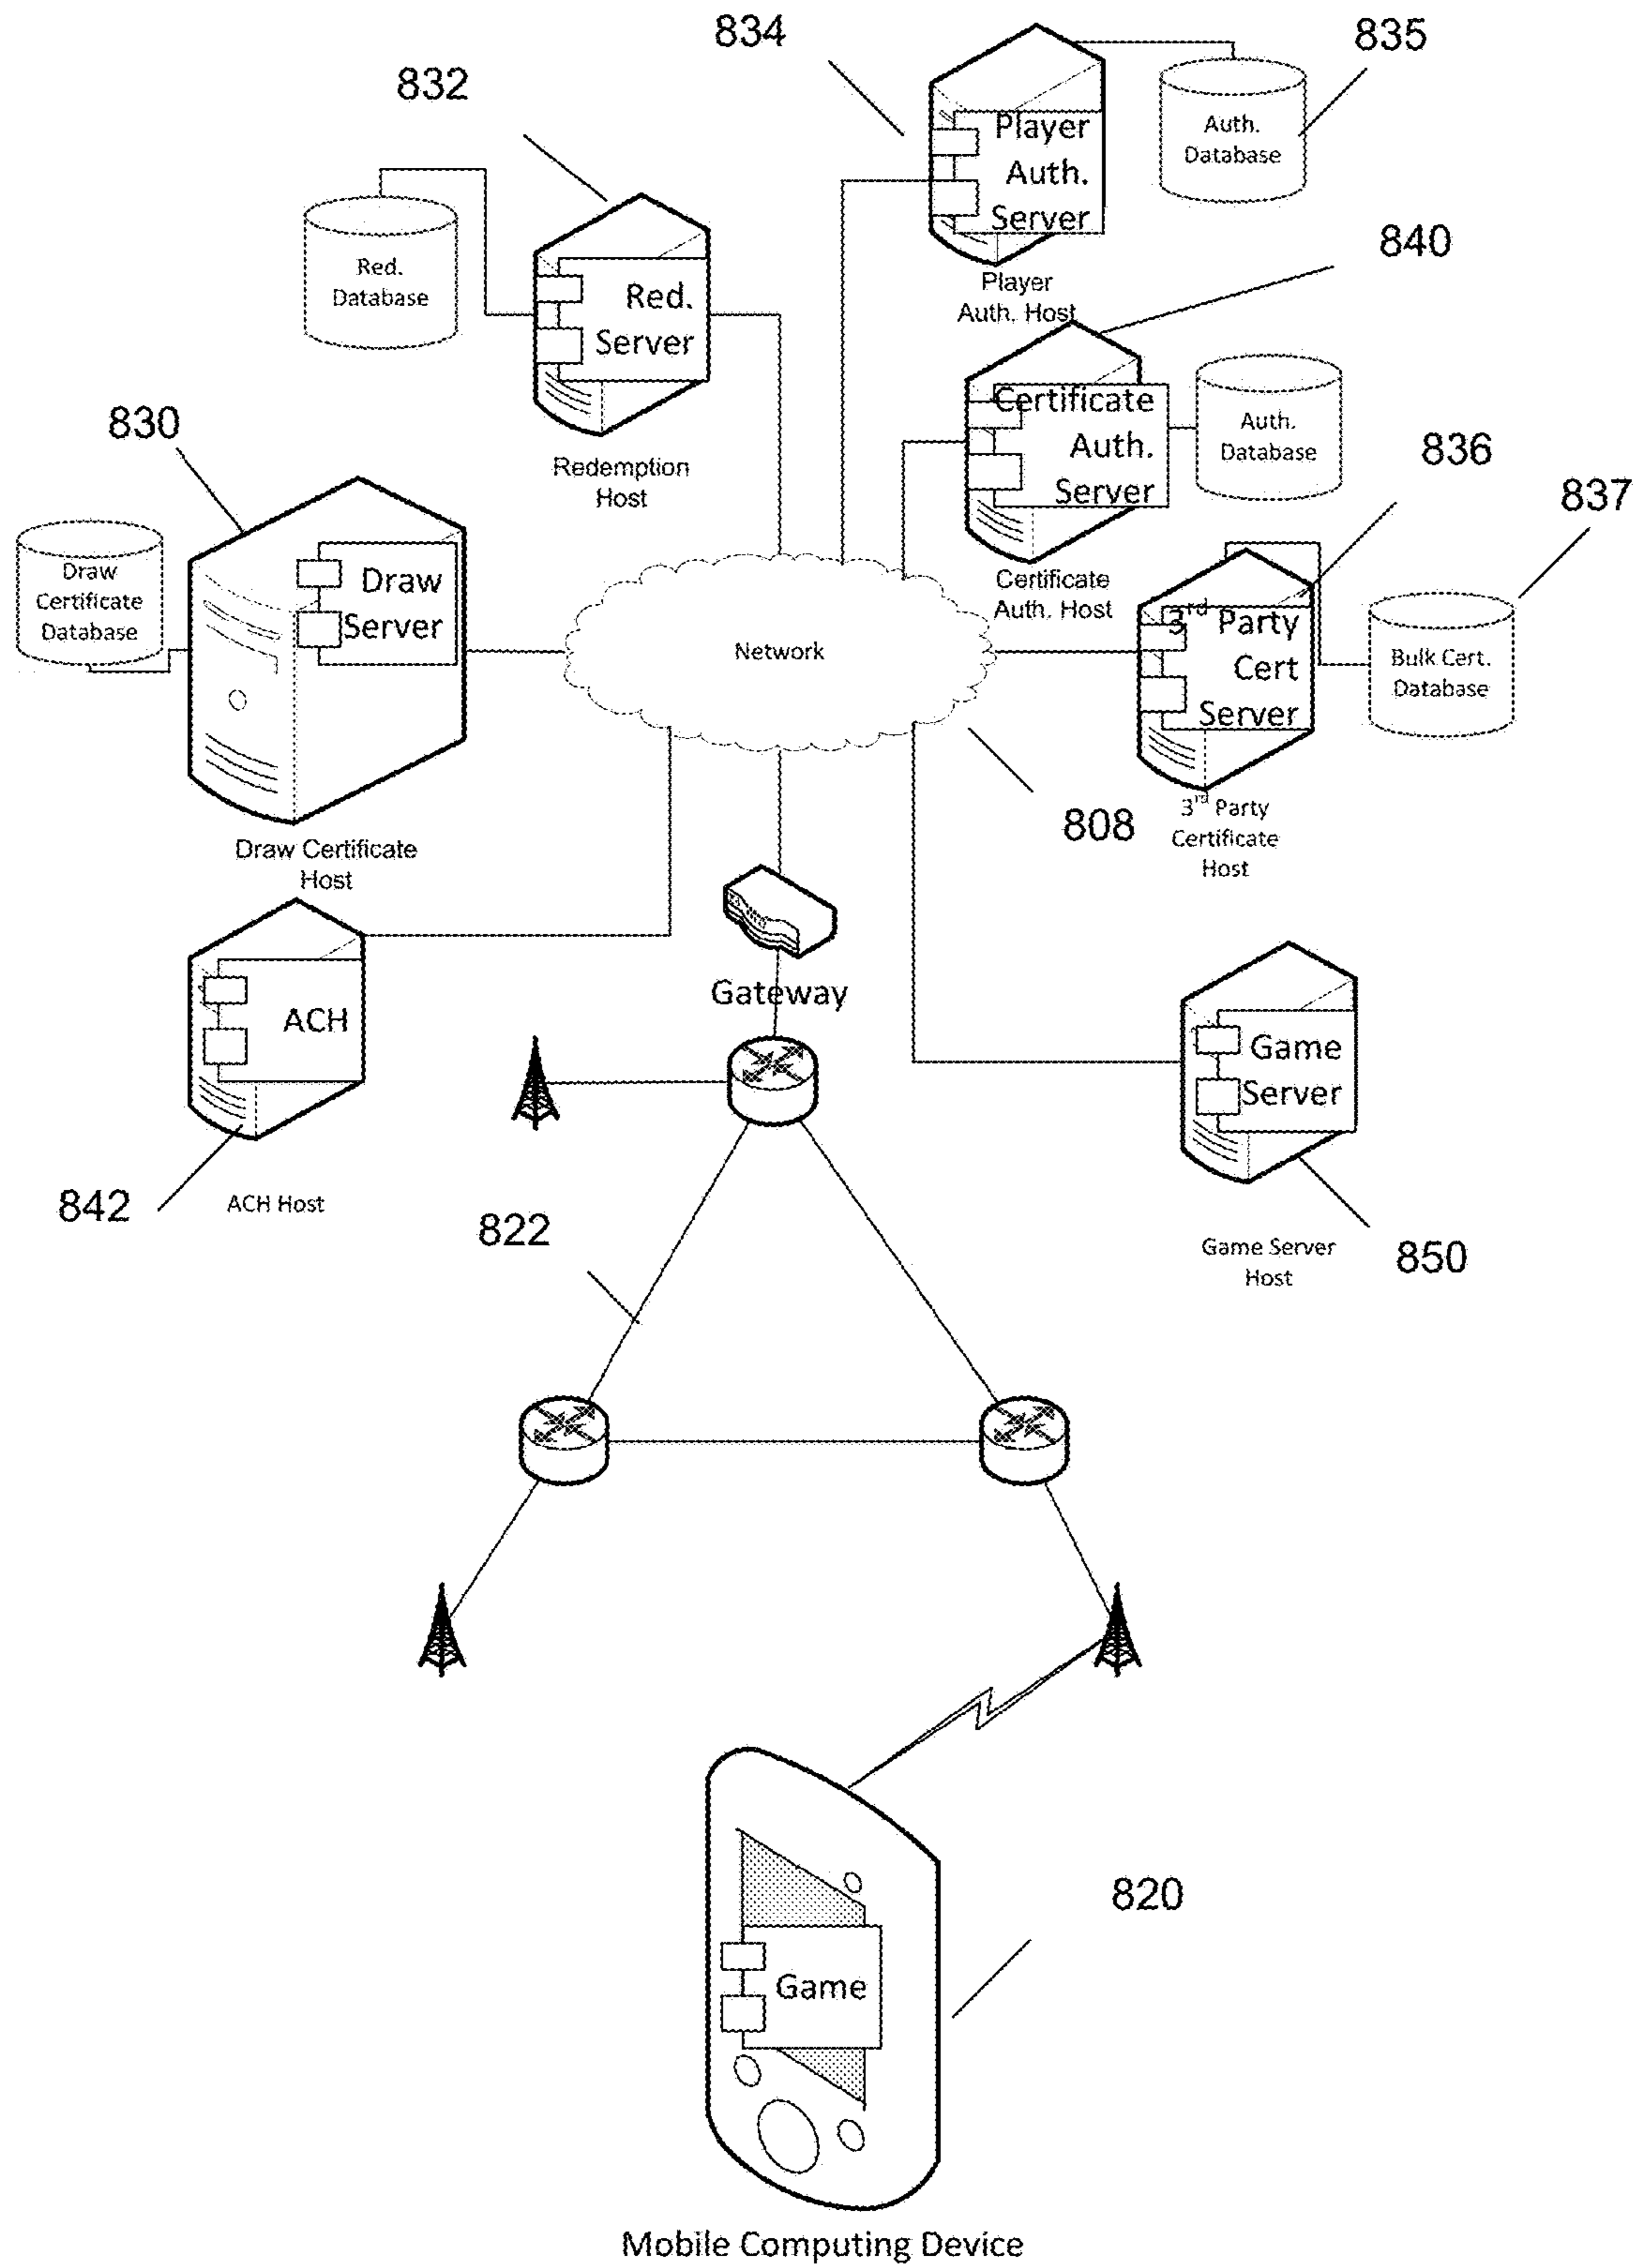 834
835
832
Player
Auth.
Server
Auth.
Database
Player
Auth. Host
840
Red.
Database
Red.
Server
Redemption
Host
Certificate
Auth.
Server
Auth.
Database
Certificate
Auth. Host
830
836
837
Draw
Certificate
Database
Draw
Server
Draw Certificate
Host
Network
3rd Party
Cert
Server
Bulk Cert.
Database
3rd Party
Certificate
Host
808
Gateway
ACH
842
ACH Host
Game
Server
Game Server
Host
850
822
820
Game
Mobile Computing Device